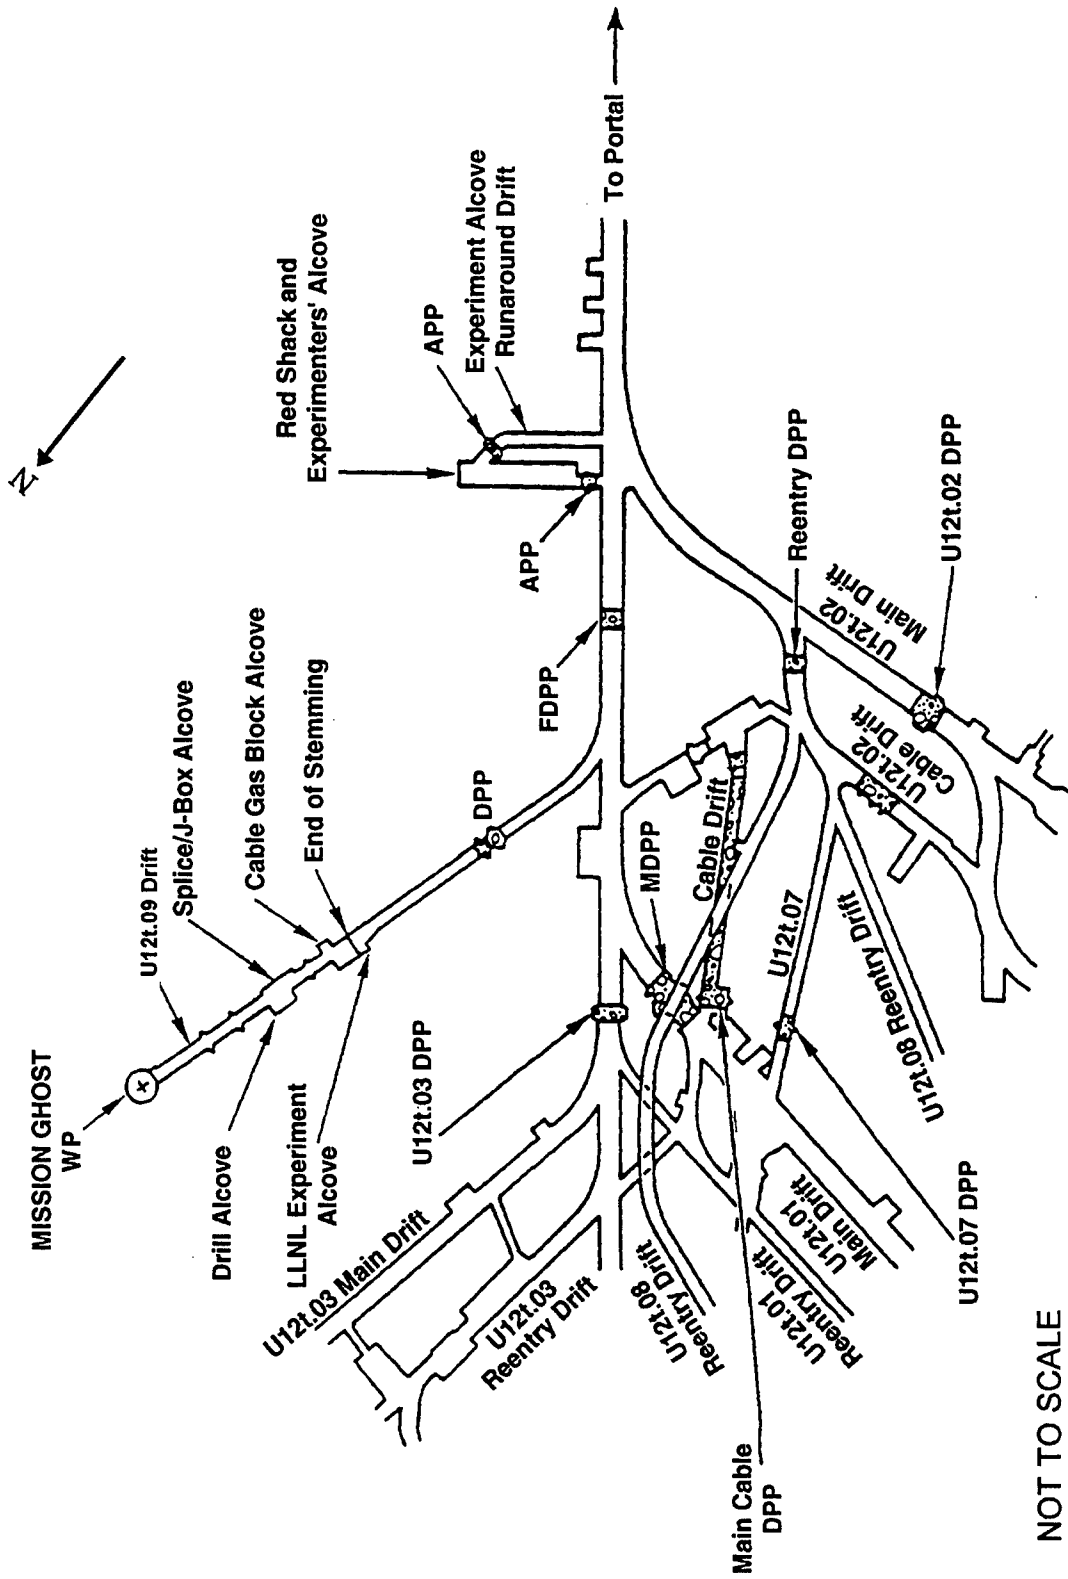 N
To Portal
Red Shack and
Experimenters' Alcove
APP
Experiment Alcove
Runaround Drift
APP
FDPP
DPP
End of Stemming
Cable Gas Block Alcove
Splice/J-Box Alcove
U12t.09 Drift
MISSION GHOST
WP
Drill Alcove
LLNL Experiment
Alcove
U12t.03 DPP
MDPP
Cable Drift
Reentry DPP
U12t.02 DPP
U12t.02
Main Drift
U12t.02
Cable Drift
U12t.07
U12t.08 Reentry Drift
U12t.07 DPP
U12t.03 Main Drift
U12t.03
Reentry Drift
U12t.08
Reentry Drift
U12t.01
Reentry Drift
U12t.01
Main Drift
Main Cable
DPP
NOT TO SCALE